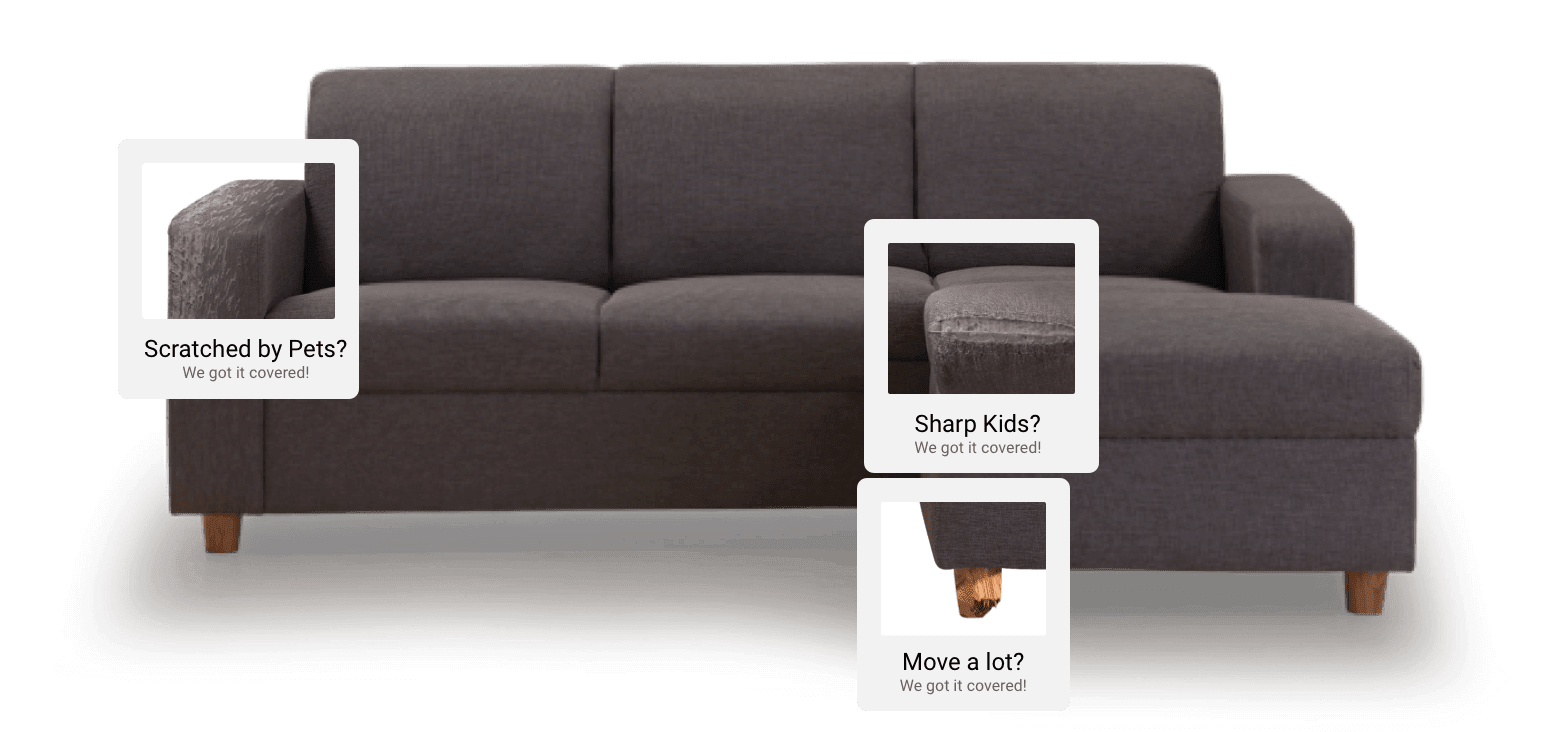 Scratched by Pets?
We got it covered!
Sharp Kids?
We got it covered!
Move a lot?
We got it covered!